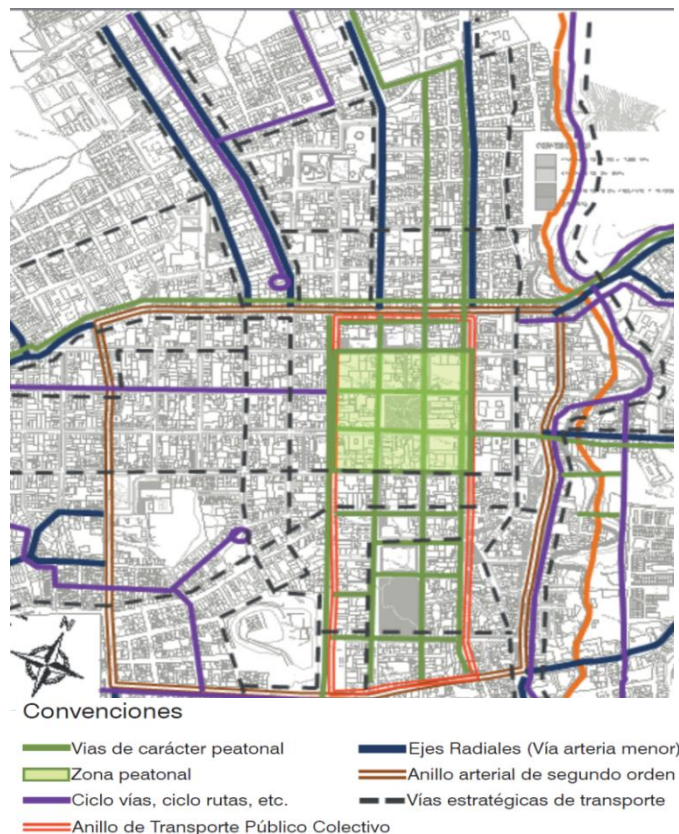 N
Convenciones
Vias de carácter peatonal
Zona peatonal
Ciclo vías, ciclo rutas, etc.
Anillo de Transporte Público Colectivo
Ejes Radiales (Vía arteria menor)
Anillo arterial de segundo orden
Vías estratégicas de transporte